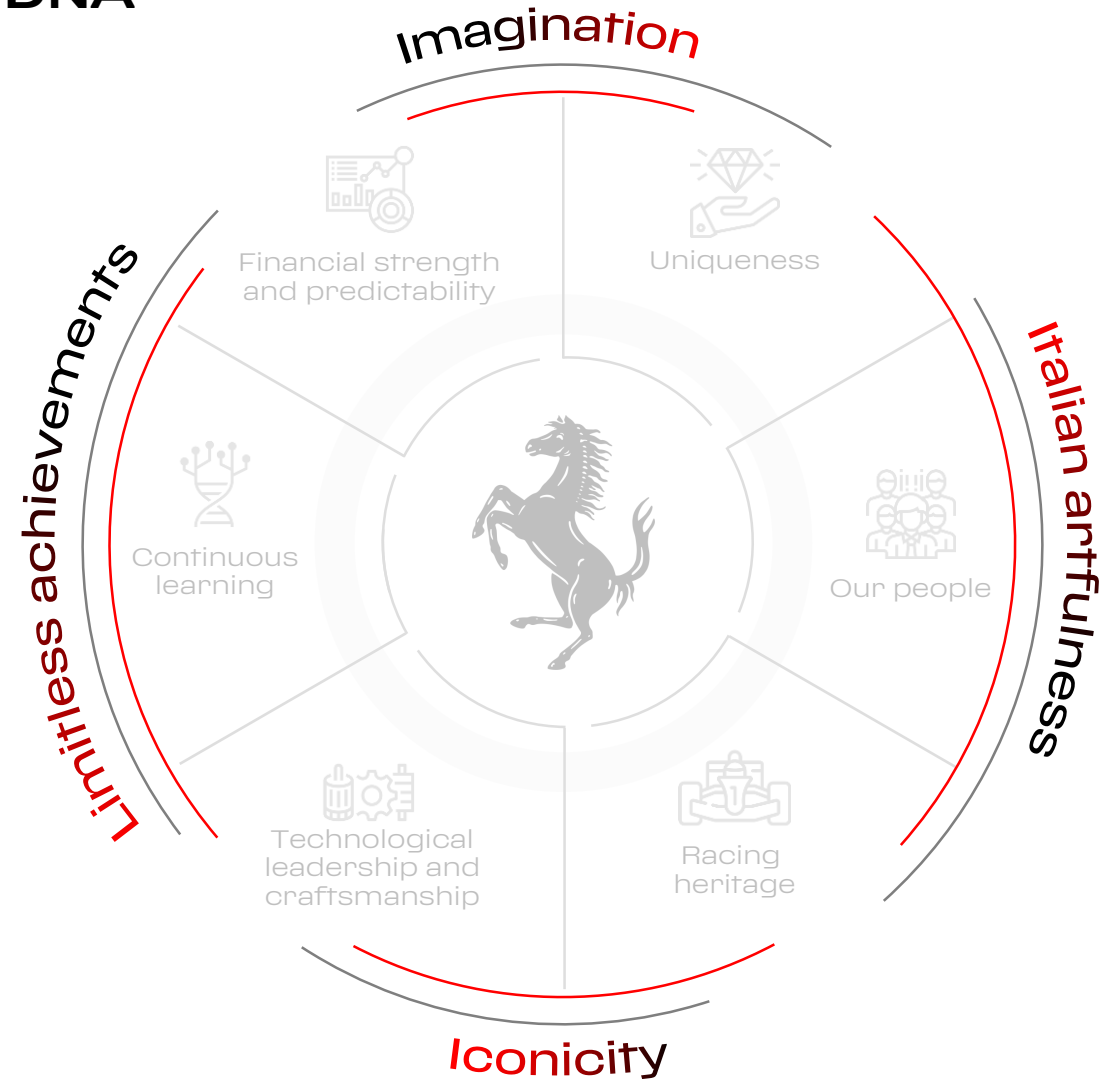 DNA
Imagination
Financial strength
and predictability
Uniqueness
Limitless achievements
Italian artfulness
Continuous
learning
Our people
Technological
leadership and
craftsmanship
Racing
heritage
Iconicity